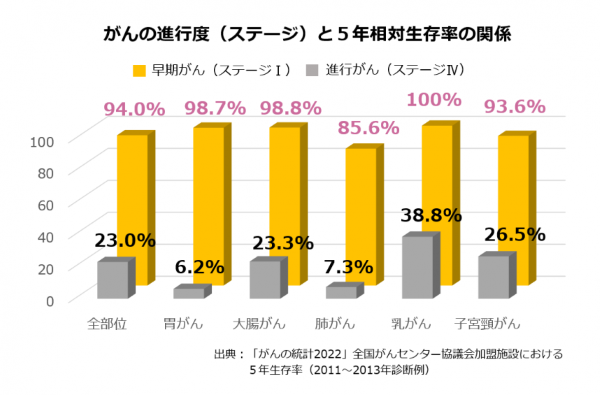 がんの進行度（ステージ）と５年相対生存率の関係
早期がん（ステージⅠ） 進行がん（ステージⅣ）
94.0% 98.7% 98.8% 85.6% 100% 93.6%
100
80
60
40
20
0
23.0% 6.2% 23.3% 7.3% 38.8% 26.5%
全部位 胃がん 大腸がん 肺がん 乳がん 子宮頸がん
出典：「がんの統計2022」全国がんセンター協議会加盟施設における
５年生存率（2011〜2013年診断例）